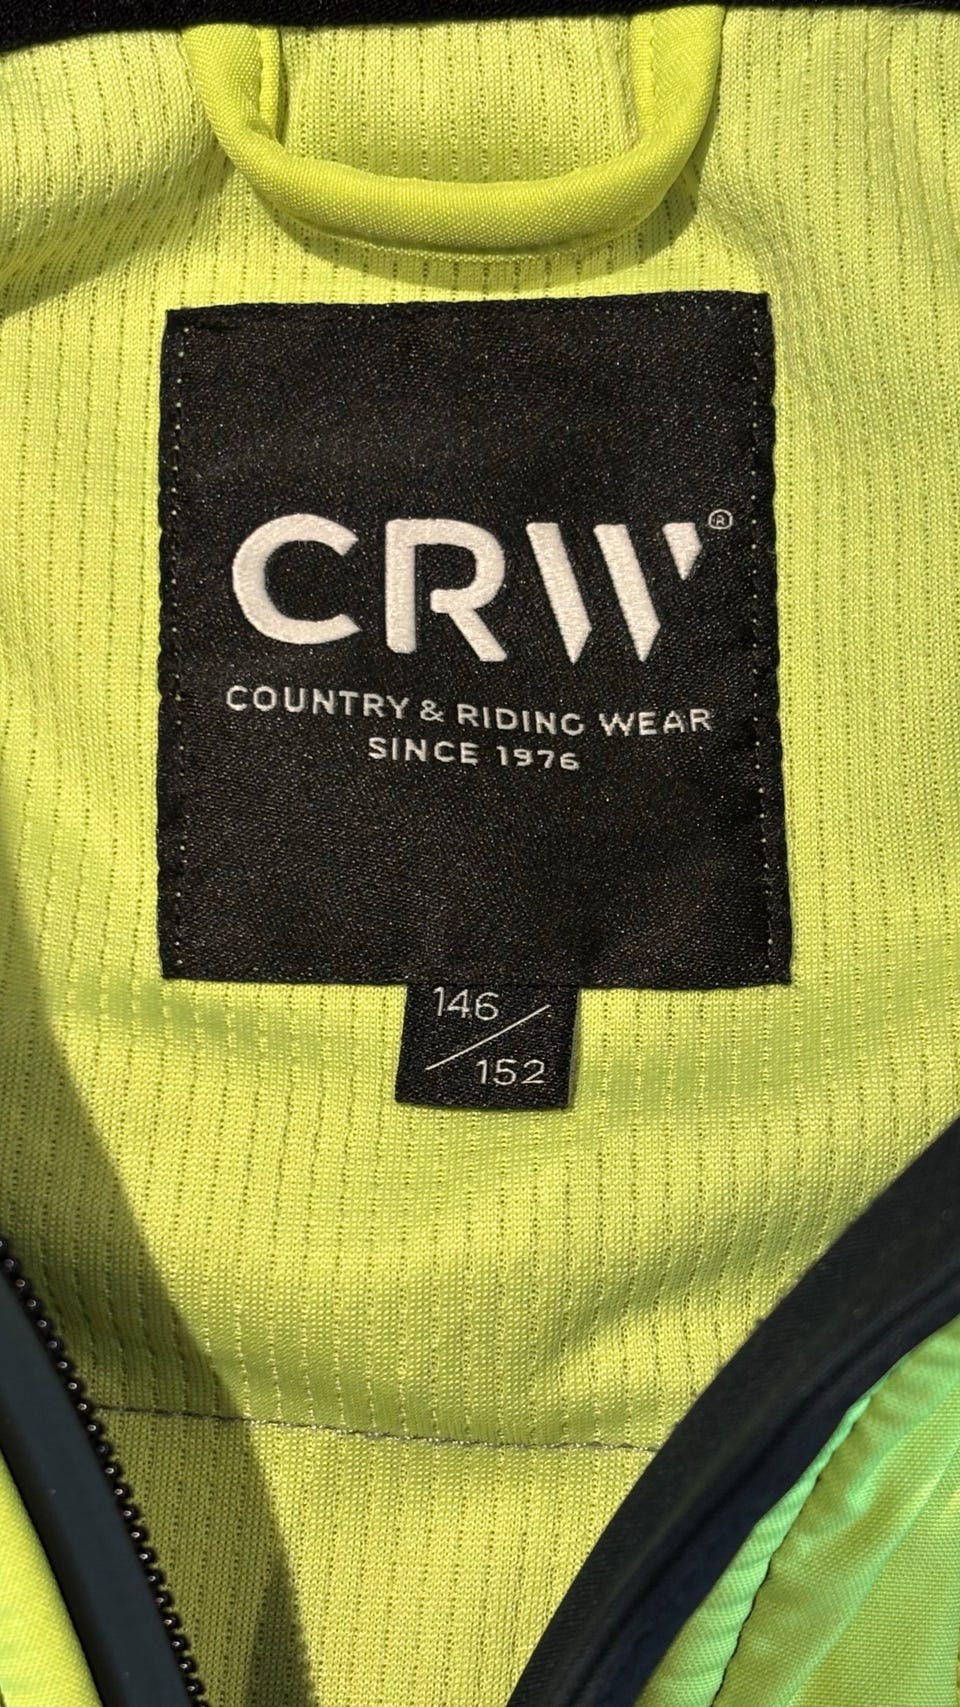 CRW®
COUNTRY & RIDING WEAR
SINCE 1976
146
/
152